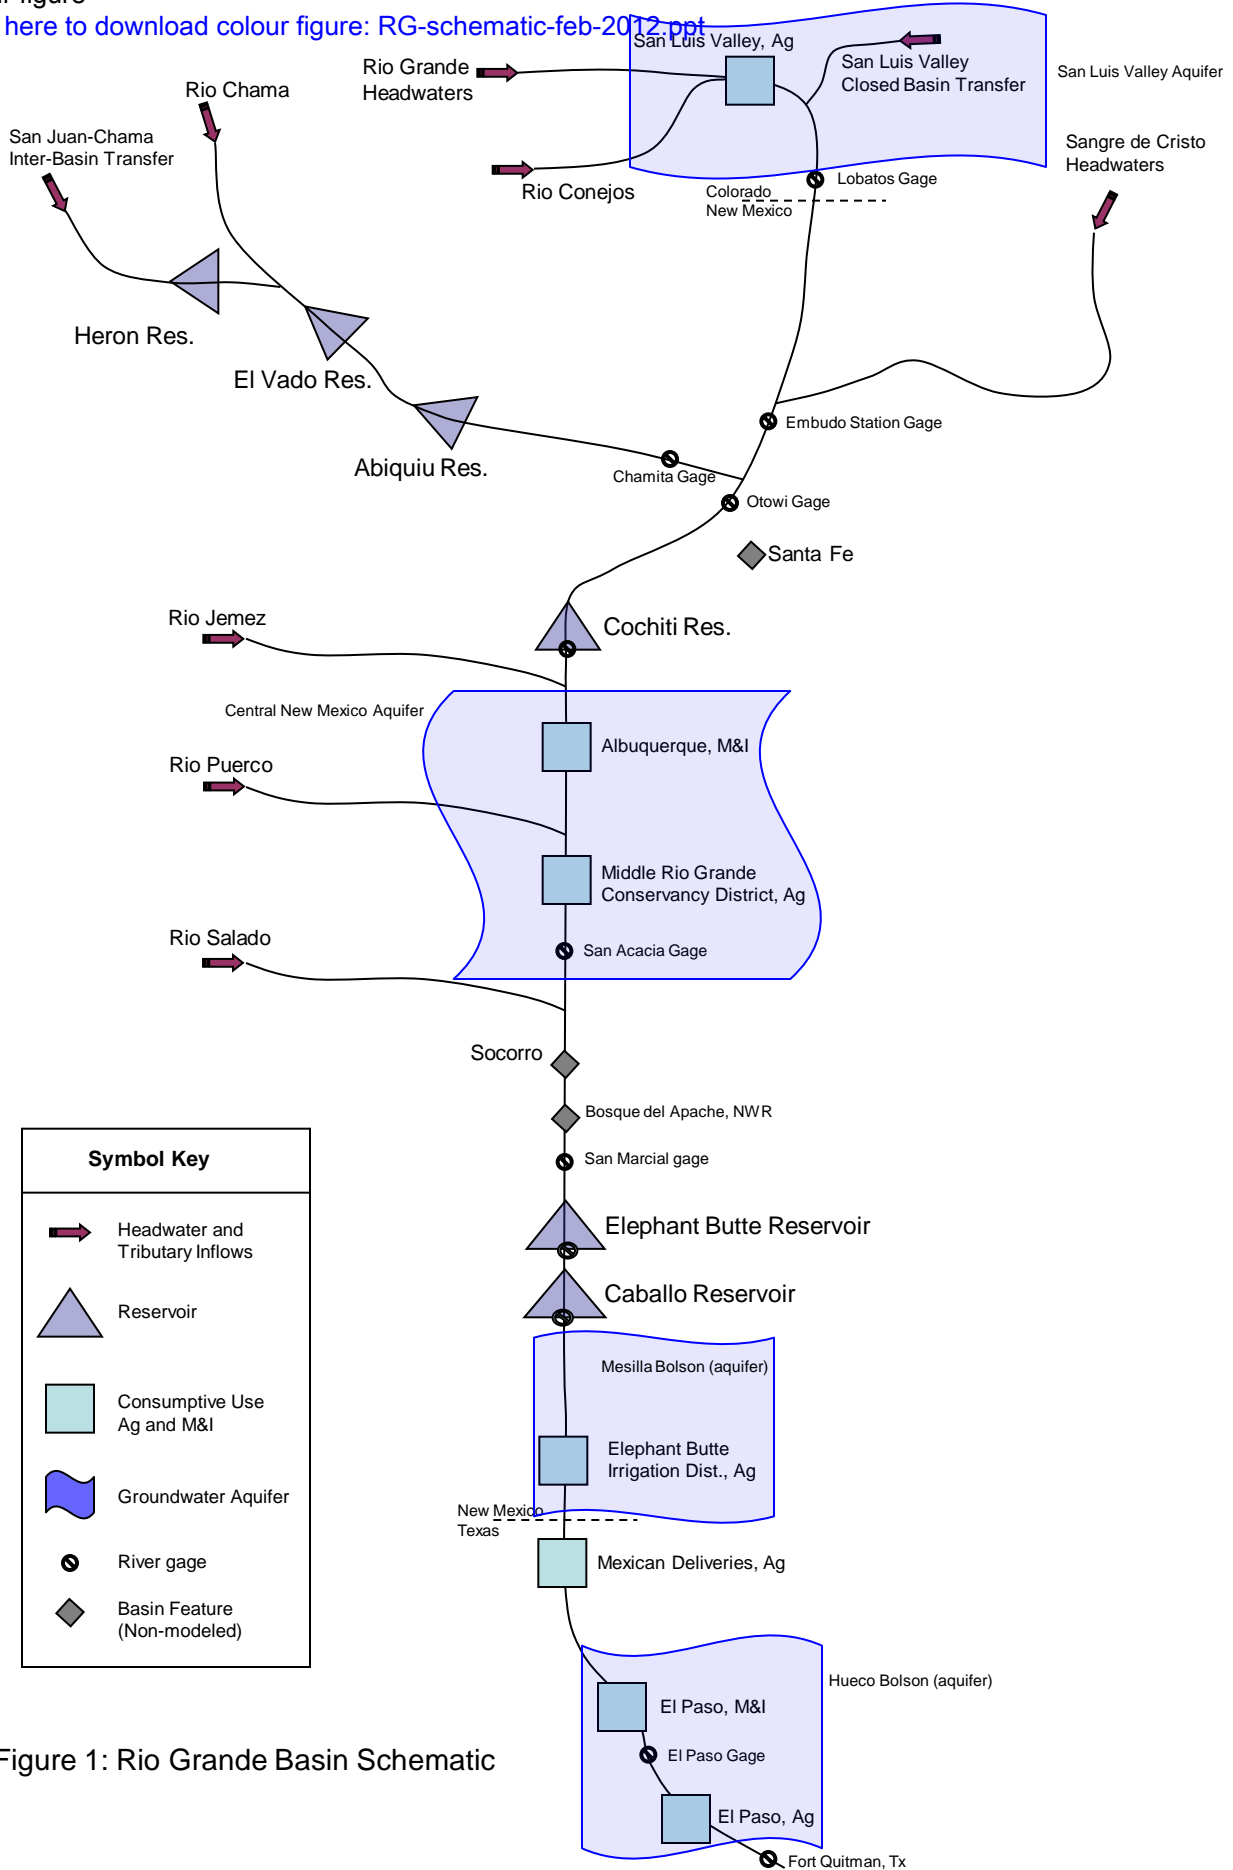 here to download colour figure: RG-schematic-feb-2012.ppt
San Luis Valley, Ag
San Luis Valley
Closed Basin Transfer
San Luis Valley Aquifer
Rio Grande
Headwaters
Rio Chama
San Juan-Chama
Inter-Basin Transfer
Sangre de Cristo
Headwaters
Rio Conejos
Lobatos Gage
Colorado
New Mexico
Heron Res.
El Vado Res.
Abiquiu Res.
Embudo Station Gage
Chamita Gage
Otowi Gage
Santa Fe
Rio Jemez
Cochiti Res.
Central New Mexico Aquifer
Albuquerque, M&I
Rio Puerco
Middle Rio Grande
Conservancy District, Ag
Rio Salado
San Acacia Gage
Socorro
Bosque del Apache, NWR
San Marcial gage
Elephant Butte Reservoir
Caballo Reservoir
Mesilla Bolson (aquifer)
Elephant Butte
Irrigation Dist., Ag
New Mexico
Texas
Mexican Deliveries, Ag
Hueco Bolson (aquifer)
El Paso, M&I
El Paso Gage
El Paso, Ag
Fort Quitman, Tx
Symbol Key
Headwater and
Tributary Inflows
Reservoir
Consumptive Use
Ag and M&I
Groundwater Aquifer
River gage
Basin Feature
(Non-modeled)
Figure 1: Rio Grande Basin Schematic